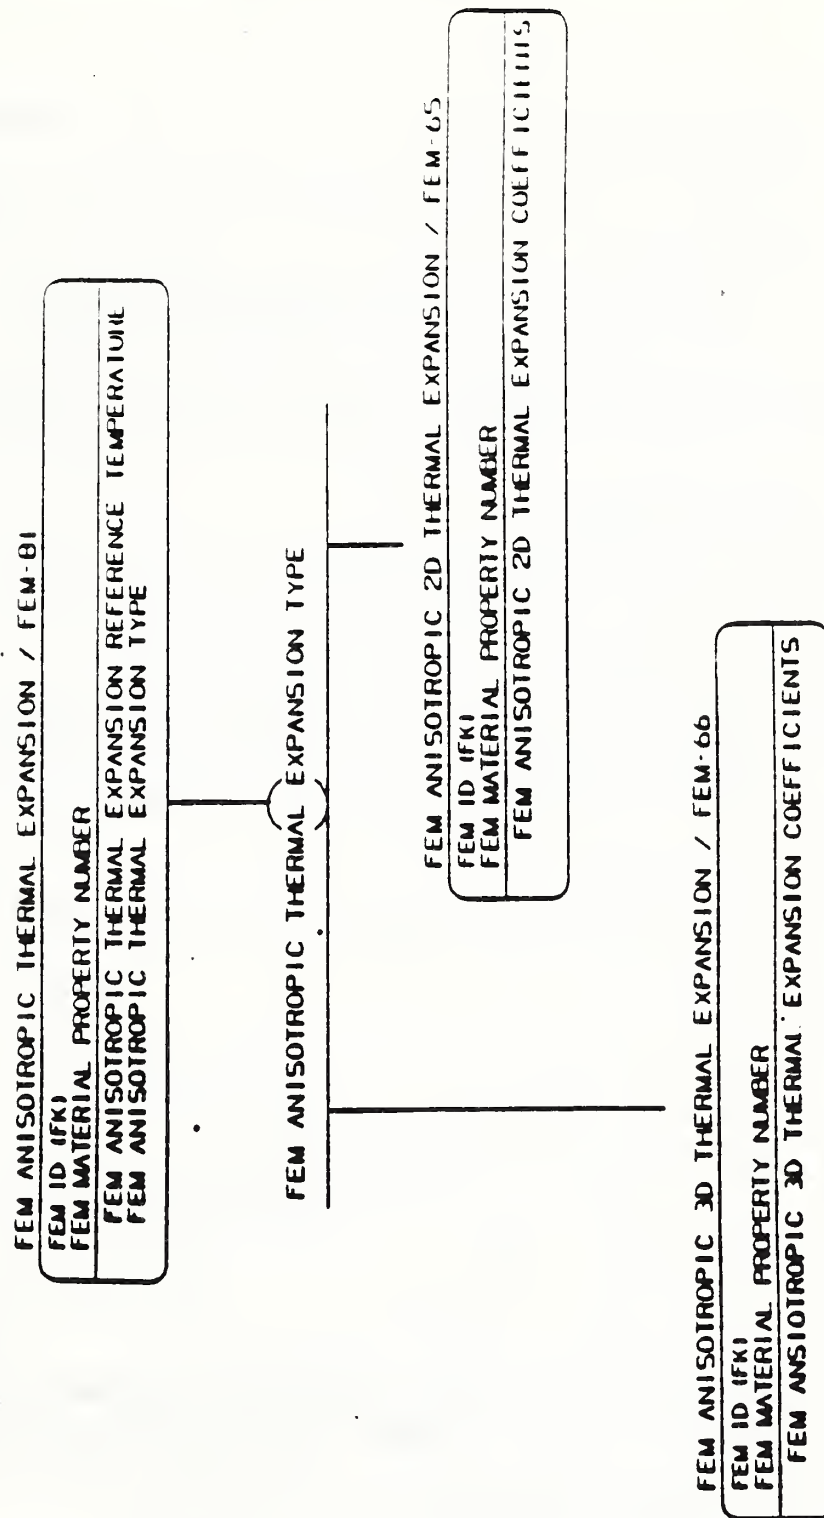 FEM ANISOTROPIC THERMAL EXPANSION / FEM-81
FEM ID (FK)
FEM MATERIAL PROPERTY NUMBER
FEM ANISOTROPIC THERMAL EXPANSION REFERENCE TEMPERATURE
FEM ANISOTROPIC THERMAL EXPANSION TYPE
FEM ANISOTROPIC THERMAL EXPANSION TYPE
FEM ANISOTROPIC 2D THERMAL EXPANSION / FEM-65
FEM ID (FK)
FEM MATERIAL PROPERTY NUMBER
FEM ANISOTROPIC 2D THERMAL EXPANSION COEFFICIENTS
FEM ANISOTROPIC 3D THERMAL EXPANSION / FEM-66
FEM ID (FK)
FEM MATERIAL PROPERTY NUMBER
FEM ANSIOTROPIC 3D THERMAL EXPANSION COEFFICIENTS